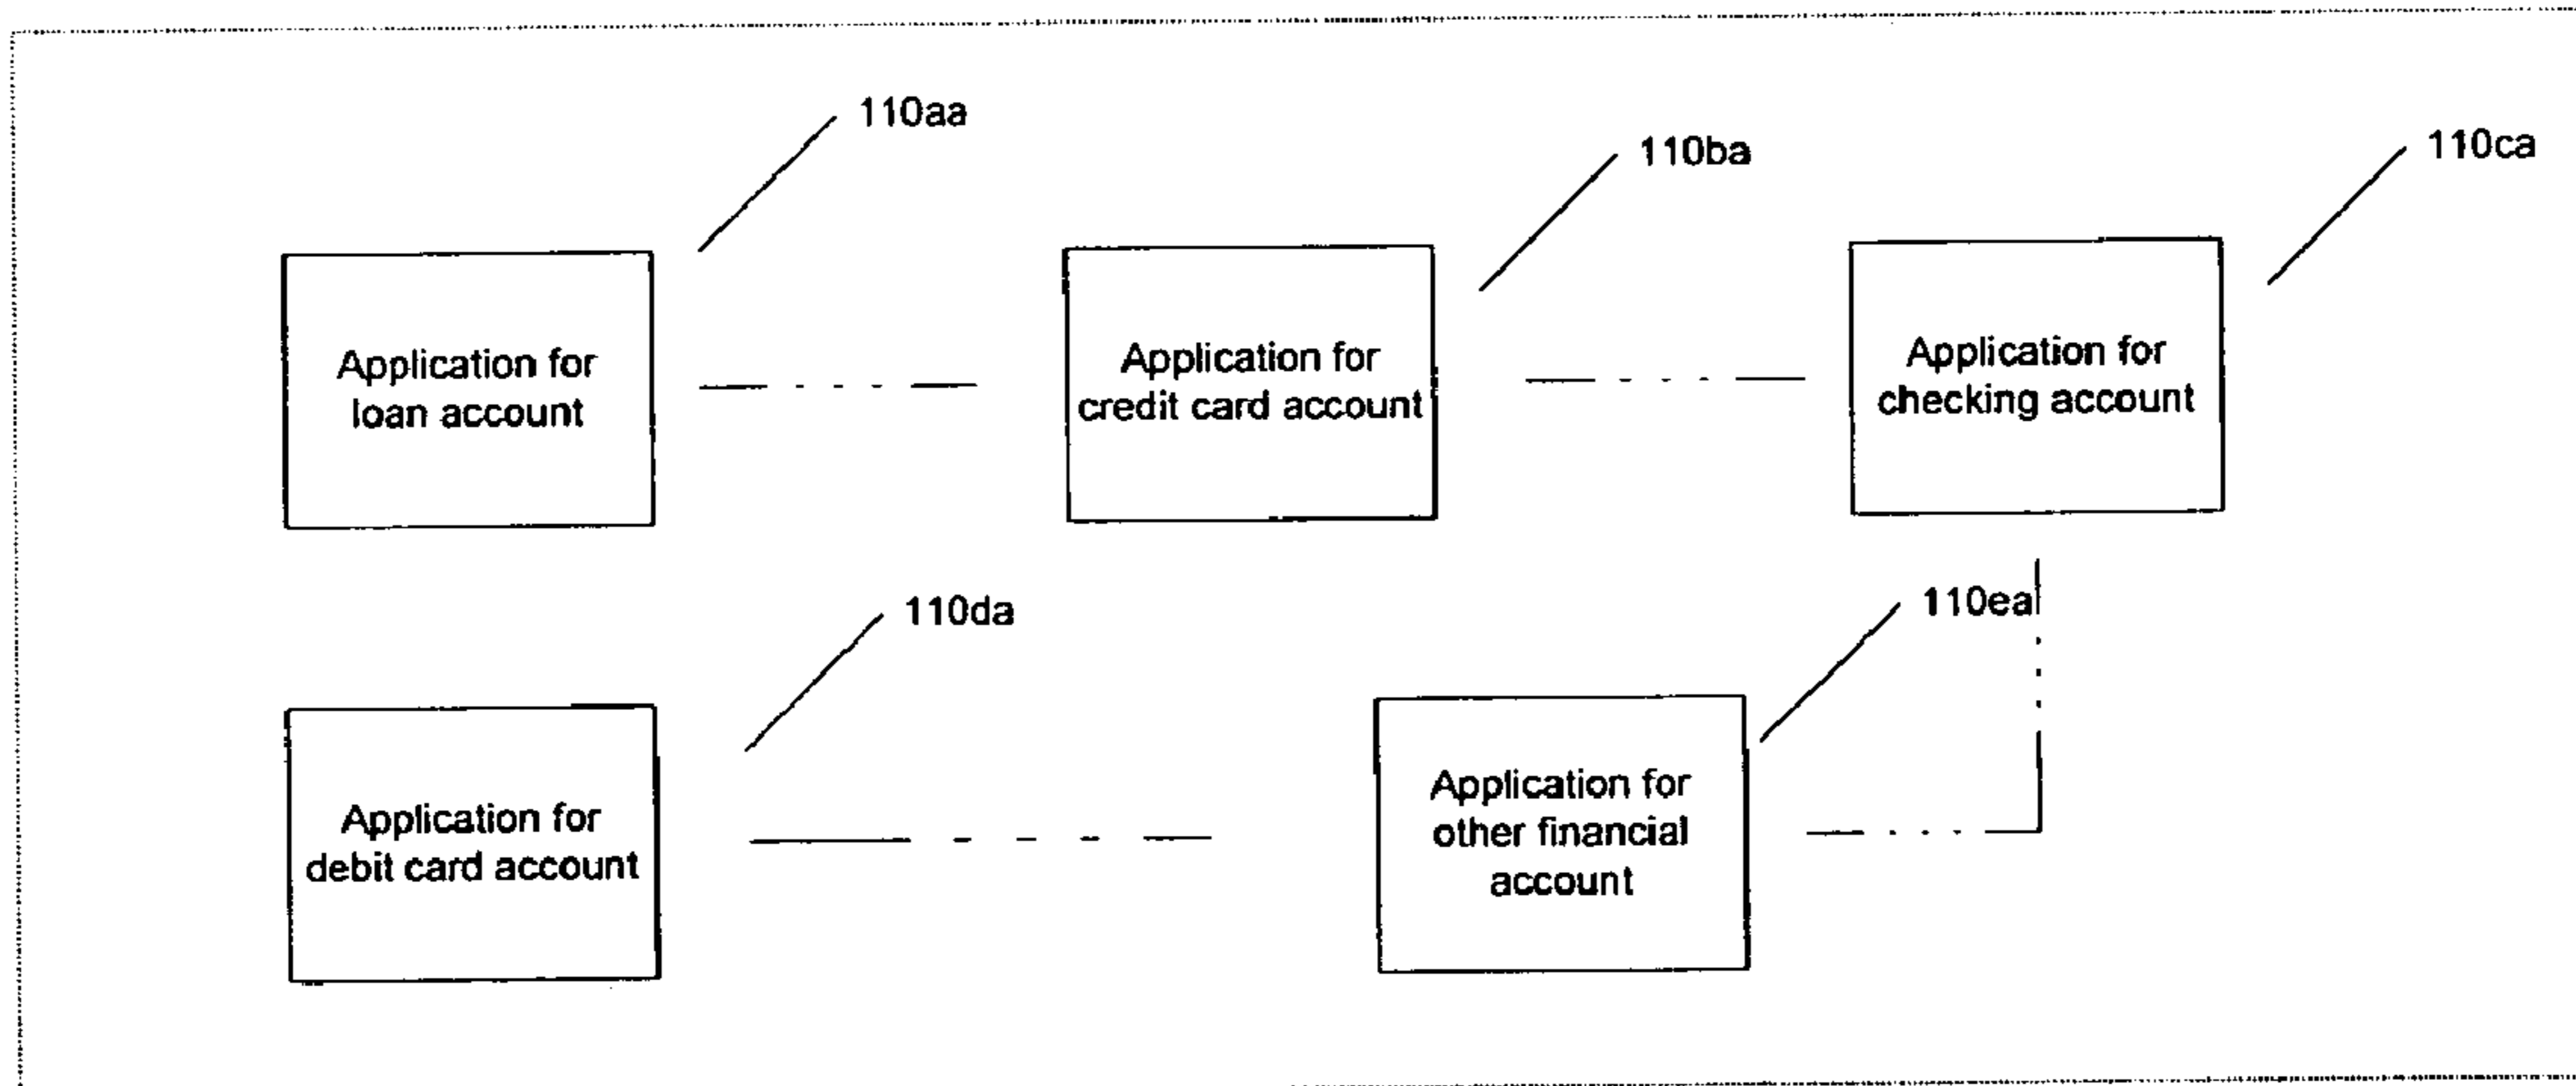 110aa
110ba
110ca
Application for
loan account
Application for
credit card account
Application for
checking account
110da
110ea
Application for
debit card account
Application for
other financial
account